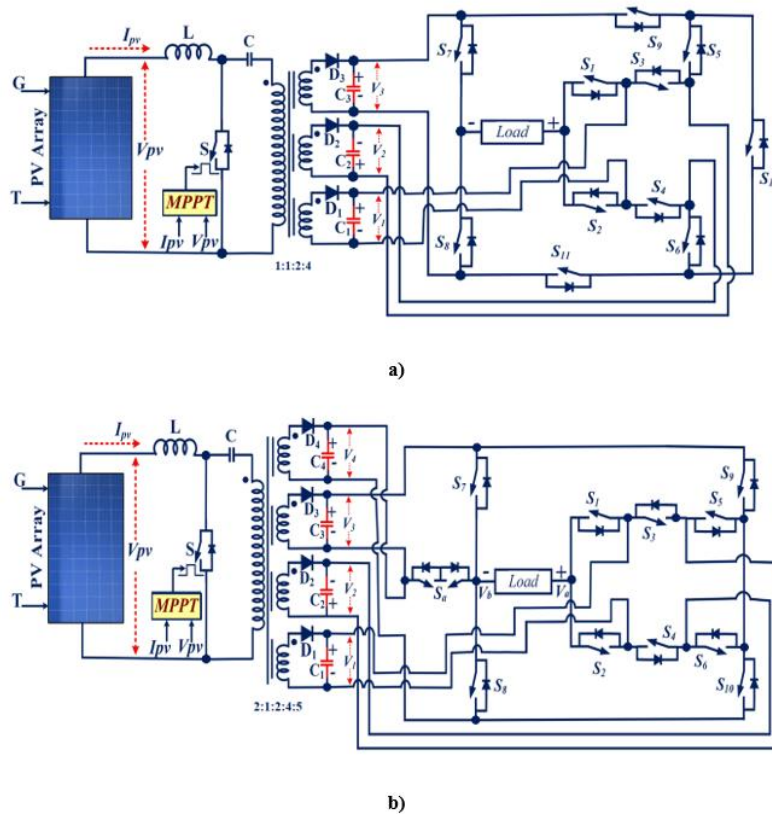 I_pv
L
C
G
PV Array
T
Vpv
S
MPPT
Ipv
Vpv
D3
C3
+
-
V3
D2
C2
-
+
V2
D1
C1
+
-
V1
1:1:2:4
S7
S8
S9
S5
S1
S3
- Load +
S2
S4
S6
S11
S1
a)
I_pv
L
C
G
PV Array
T
Vpv
S
MPPT
Ipv
Vpv
D4
C4
+
-
V4
D3
C3
+
-
V3
D2
C2
-
+
V2
D1
C1
+
-
V1
2:1:2:4:5
S7
S9
S1
S3
S5
Sa
- Load +
Vb
Va
S2
S4
S6
S8
S10
b)